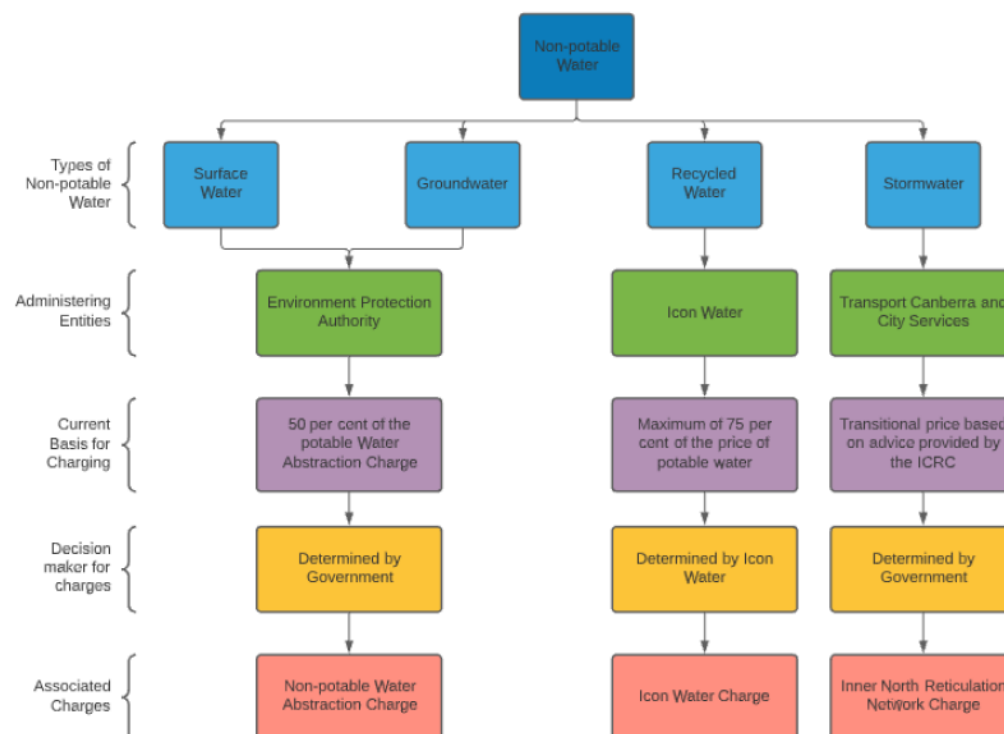 Non-potable
Water
Types of
Non-potable
Water
Surface
Water
Groundwater
Recycled
Water
Stormwater
Administering
Entities
Environment Protection
Authority
Icon Water
Transport Canberra and
City Services
Current
Basis for
Charging
50 per cent of the
potable Water
Abstraction Charge
Maximum of 75 per
cent of the price of
potable water
Transitional price based
on advice provided by
the ICRC
Decision
maker for
charges
Determined by
Government
Determined by Icon
Water
Determined by
Government
Associated
Charges
Non-potable Water
Abstraction Charge
Icon Water Charge
Inner North Reticulation
Network Charge